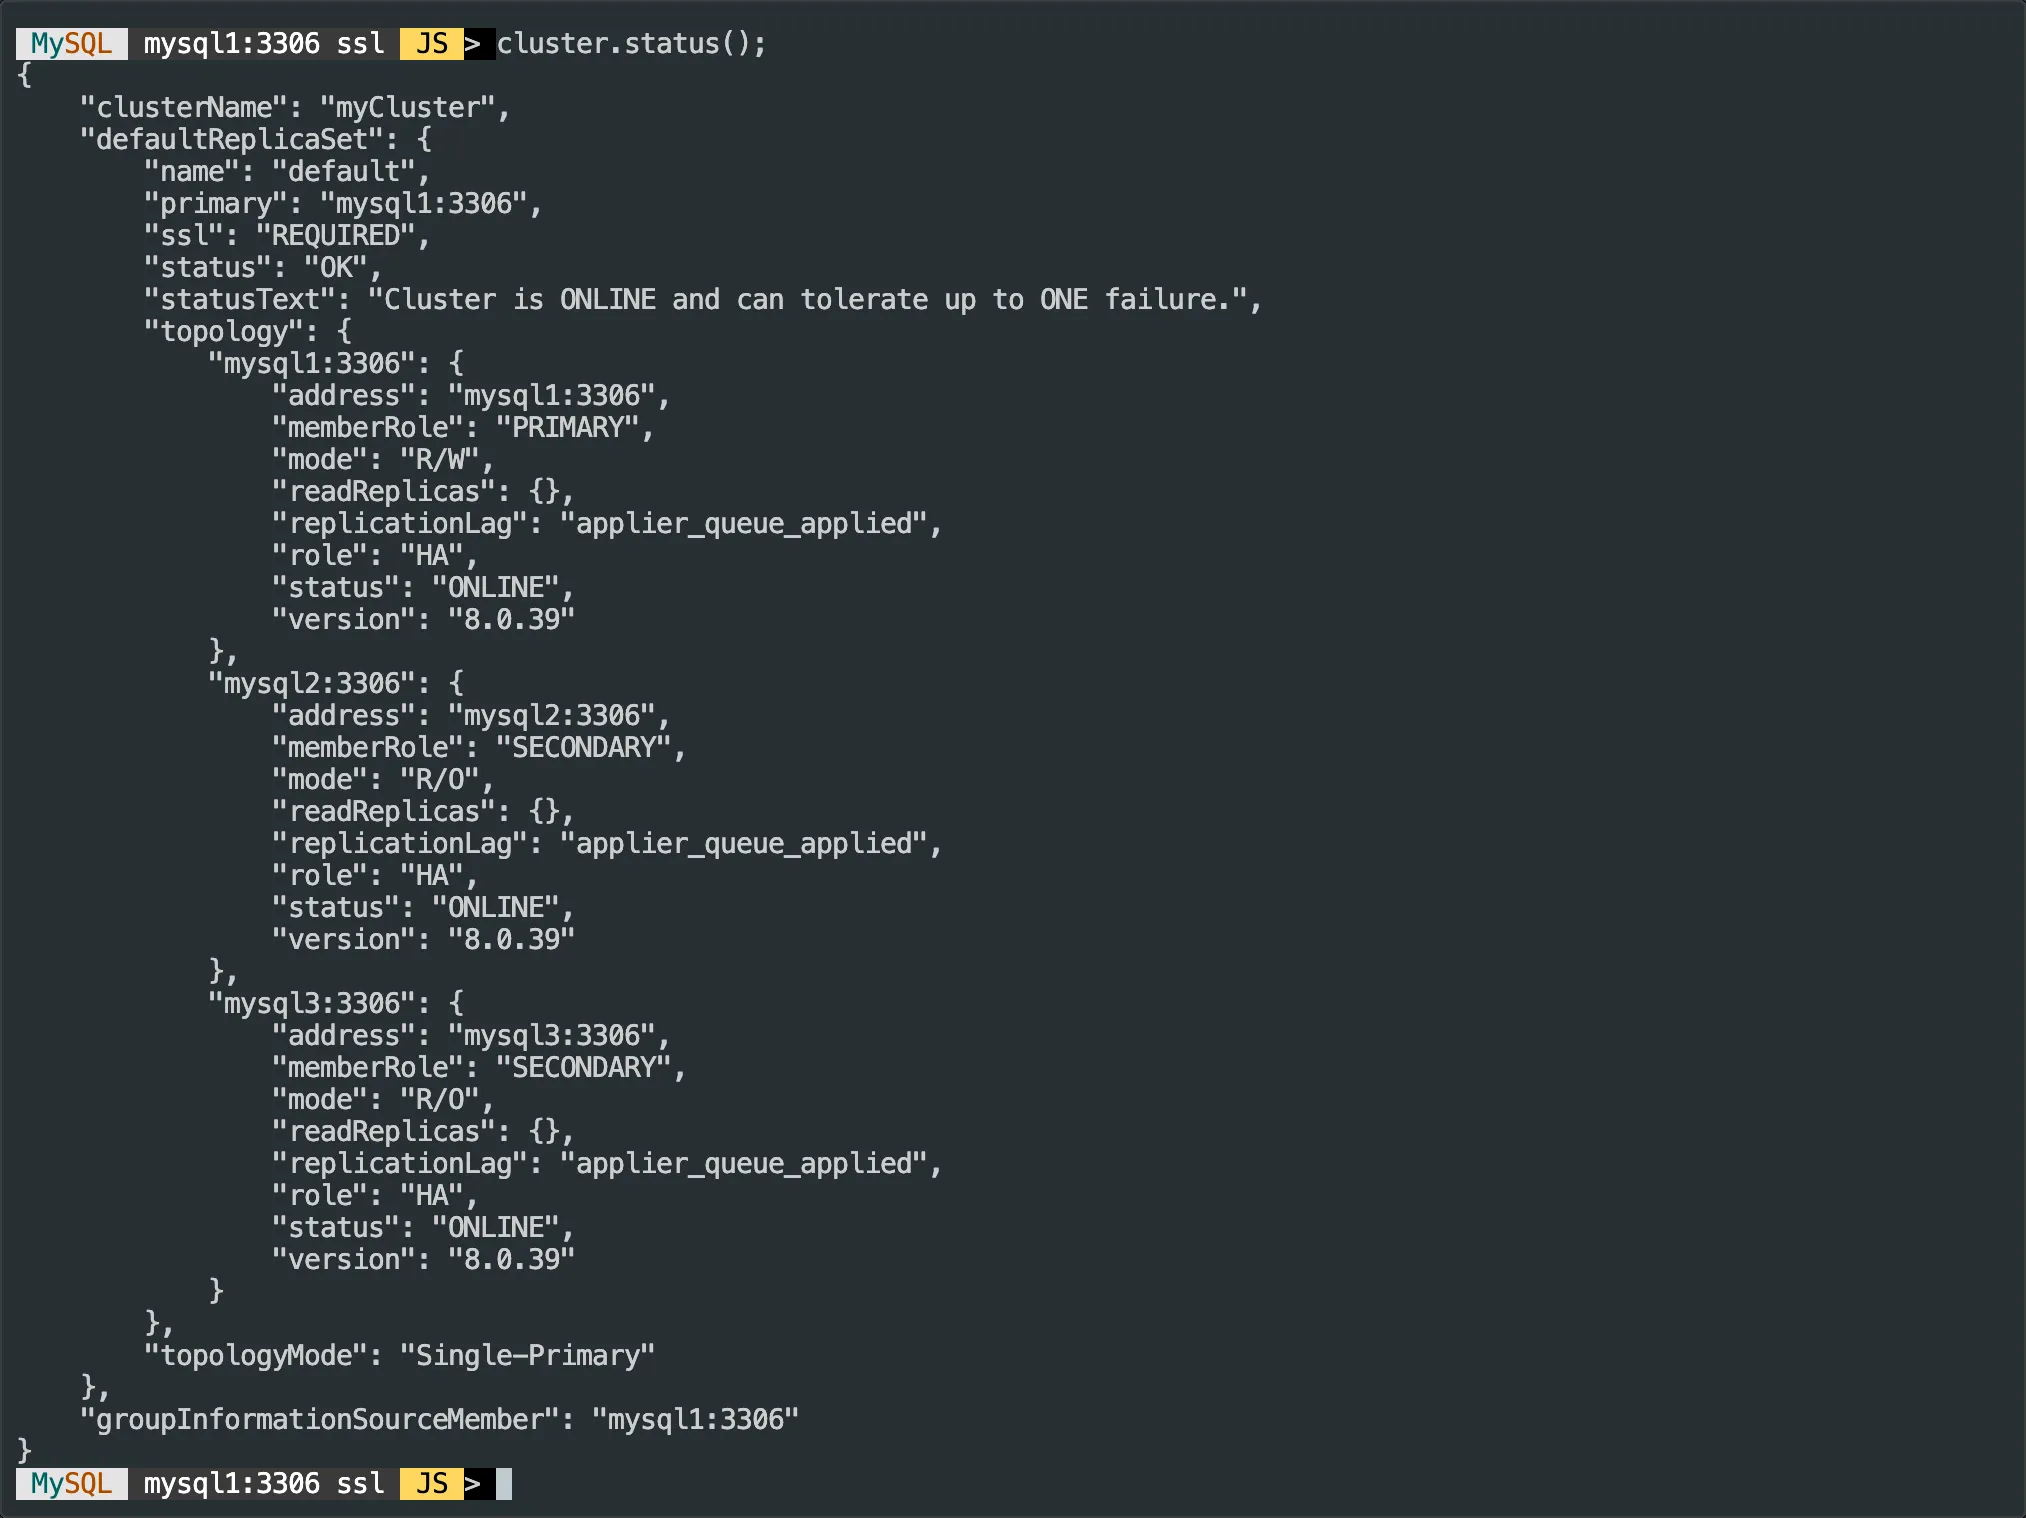 MySQL mysql1:3306 ssl JS > cluster.status();
{
    "clusterName": "myCluster",
    "defaultReplicaSet": {
        "name": "default",
        "primary": "mysql1:3306",
        "ssl": "REQUIRED",
        "status": "OK",
        "statusText": "Cluster is ONLINE and can tolerate up to ONE failure.",
        "topology": {
            "mysql1:3306": {
                "address": "mysql1:3306",
                "memberRole": "PRIMARY",
                "mode": "R/W",
                "readReplicas": {},
                "replicationLag": "applier_queue_applied",
                "role": "HA",
                "status": "ONLINE",
                "version": "8.0.39"
            },
            "mysql2:3306": {
                "address": "mysql2:3306",
                "memberRole": "SECONDARY",
                "mode": "R/O",
                "readReplicas": {},
                "replicationLag": "applier_queue_applied",
                "role": "HA",
                "status": "ONLINE",
                "version": "8.0.39"
            },
            "mysql3:3306": {
                "address": "mysql3:3306",
                "memberRole": "SECONDARY",
                "mode": "R/O",
                "readReplicas": {},
                "replicationLag": "applier_queue_applied",
                "role": "HA",
                "status": "ONLINE",
                "version": "8.0.39"
            }
        },
        "topologyMode": "Single-Primary"
    },
    "groupInformationSourceMember": "mysql1:3306"
}
MySQL mysql1:3306 ssl JS >